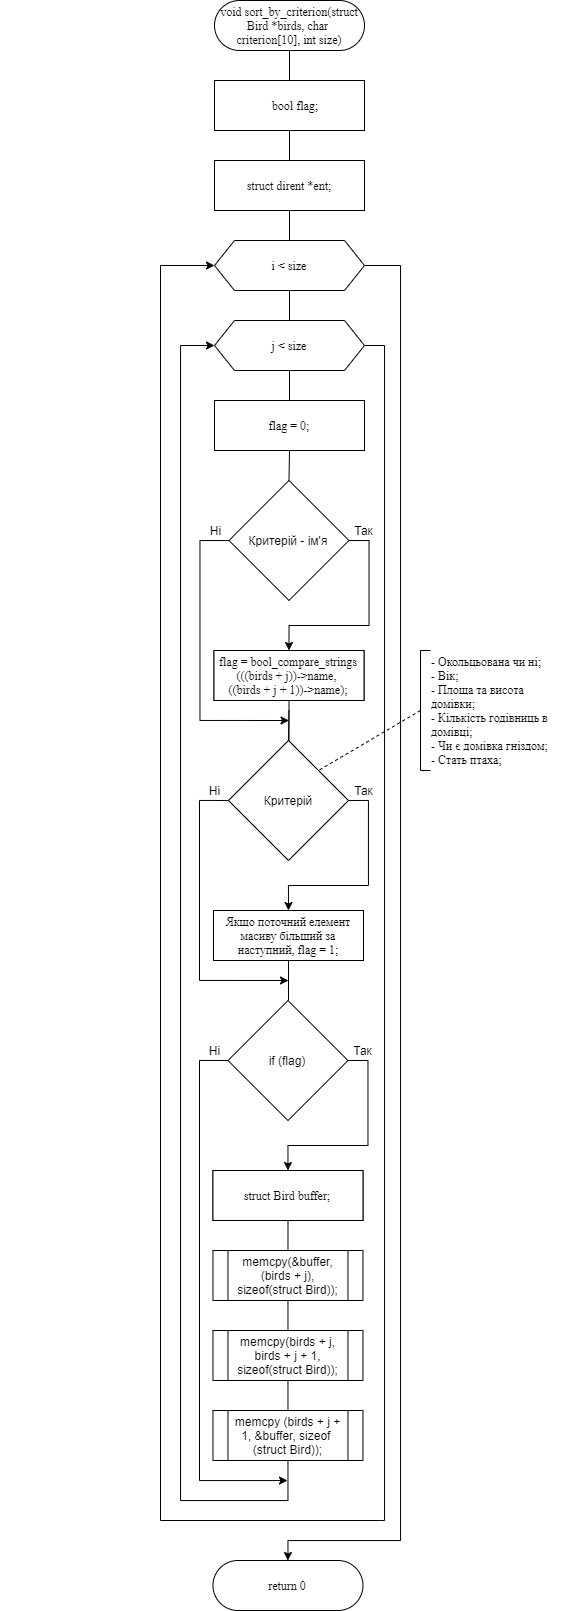 void sort_by_criterion(struct
Bird *birds, char
criterion[10], int size)
bool flag;
struct dirent *ent;
i < size
j < size
flag = 0;
Критерій - ім'я
Ні
Так
flag = bool_compare_strings
(((birds + j))->name,
((birds + j + 1))->name);
- Окольцьована чи ні;
- Вік;
- Площа та висота
домівки;
- Кількість годівниць в
домівці;
- Чи є домівка гніздом;
- Стать птаха;
Критерій
Ні
Так
Якщо поточний елемент
масиву більший за
наступний, flag = 1;
if (flag)
Ні
Так
struct Bird buffer;
memcpy(&buffer,
(birds + j),
sizeof(struct Bird));
memcpy(birds + j,
birds + j + 1,
sizeof(struct Bird));
memcpy (birds + j +
1, &buffer, sizeof
(struct Bird));
return 0